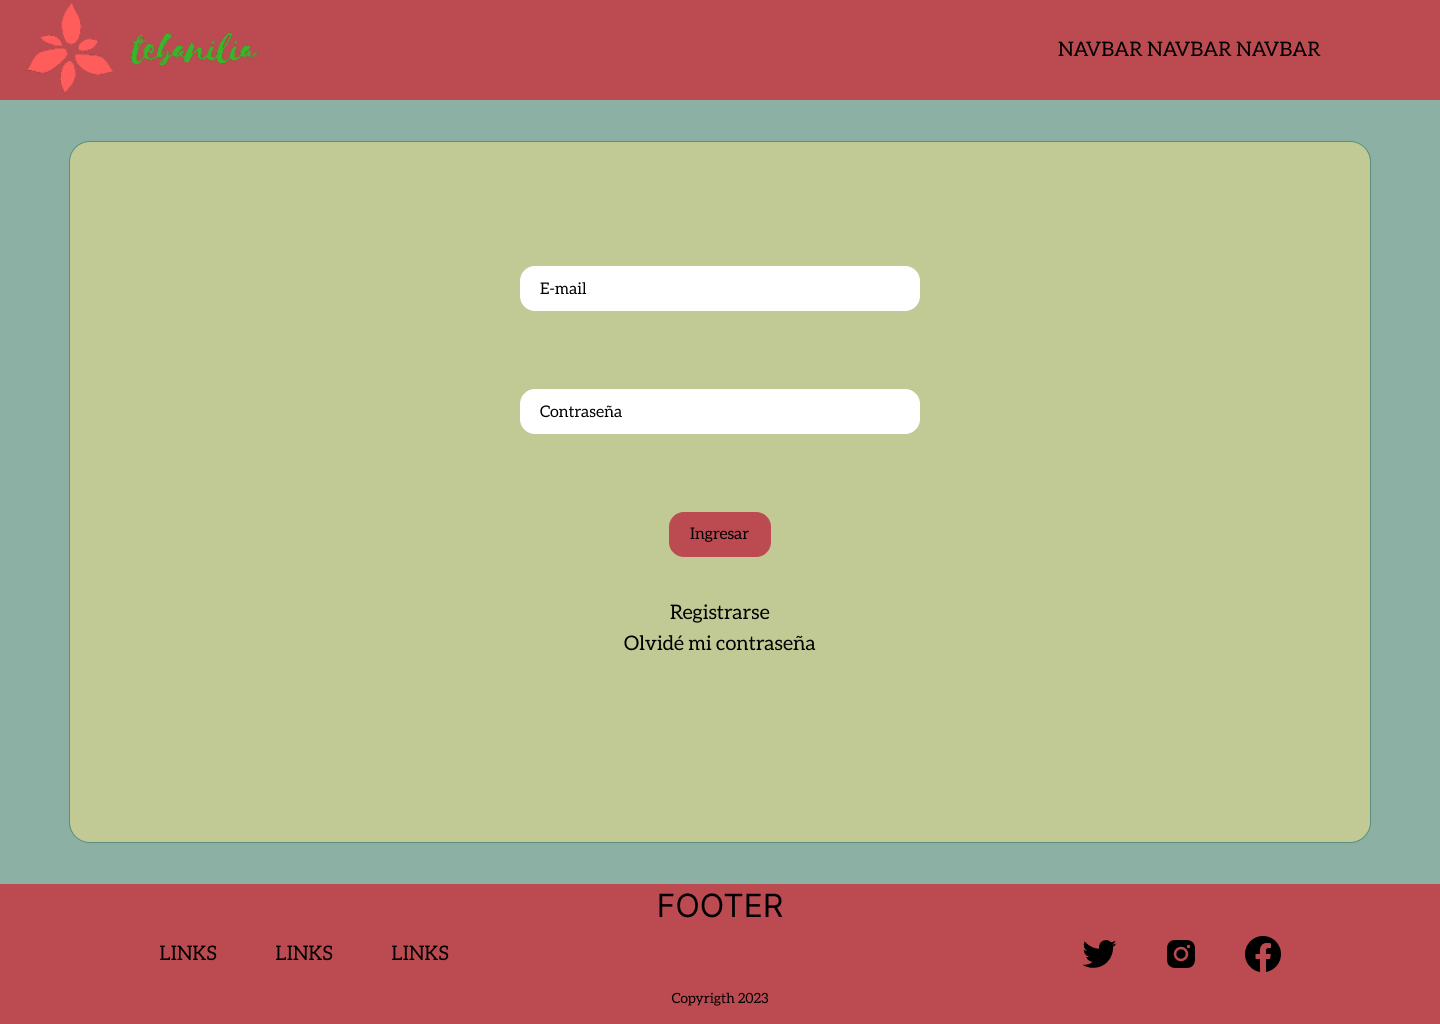 tebanilia
NAVBAR NAVBAR NAVBAR
E-mail
Contraseña
Ingresar
Registrarse
Olvidé mi contraseña
FOOTER
LINKS LINKS LINKS
Copyrigth 2023